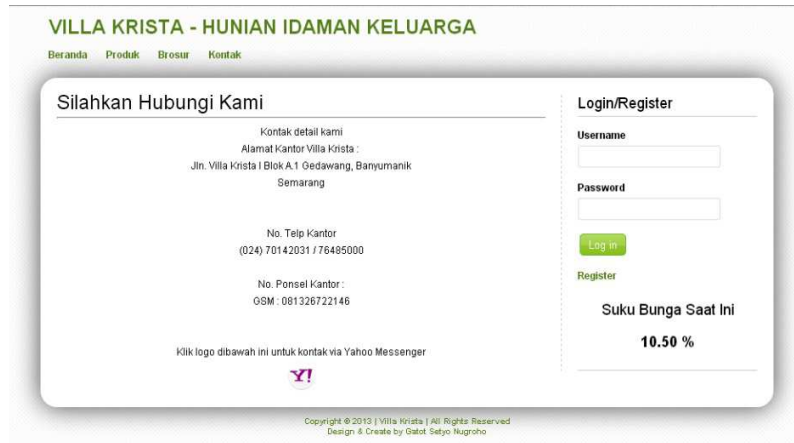 VILLA KRISTA - HUNIAN IDAMAN KELUARGA
Beranda Produk Brosur Kontak
Silahkan Hubungi Kami
Kontak detail kami
Alamat Kantor Villa Krista :
Jln. Villa Krista I Blok A.1 Gedawang, Banyumanik
Semarang
No. Telp Kantor
(024) 70142031 / 76485000
No. Ponsel Kantor :
GSM : 081326722146
Klik logo dibawah ini untuk kontak via Yahoo Messenger
Y!
Login/Register
Username
Password
Log in
Register
Suku Bunga Saat Ini
10.50 %
Copyright © 2013 | Villa Krista | All Rights Reserved
Design & Create by Gatot Setyo Nugroho